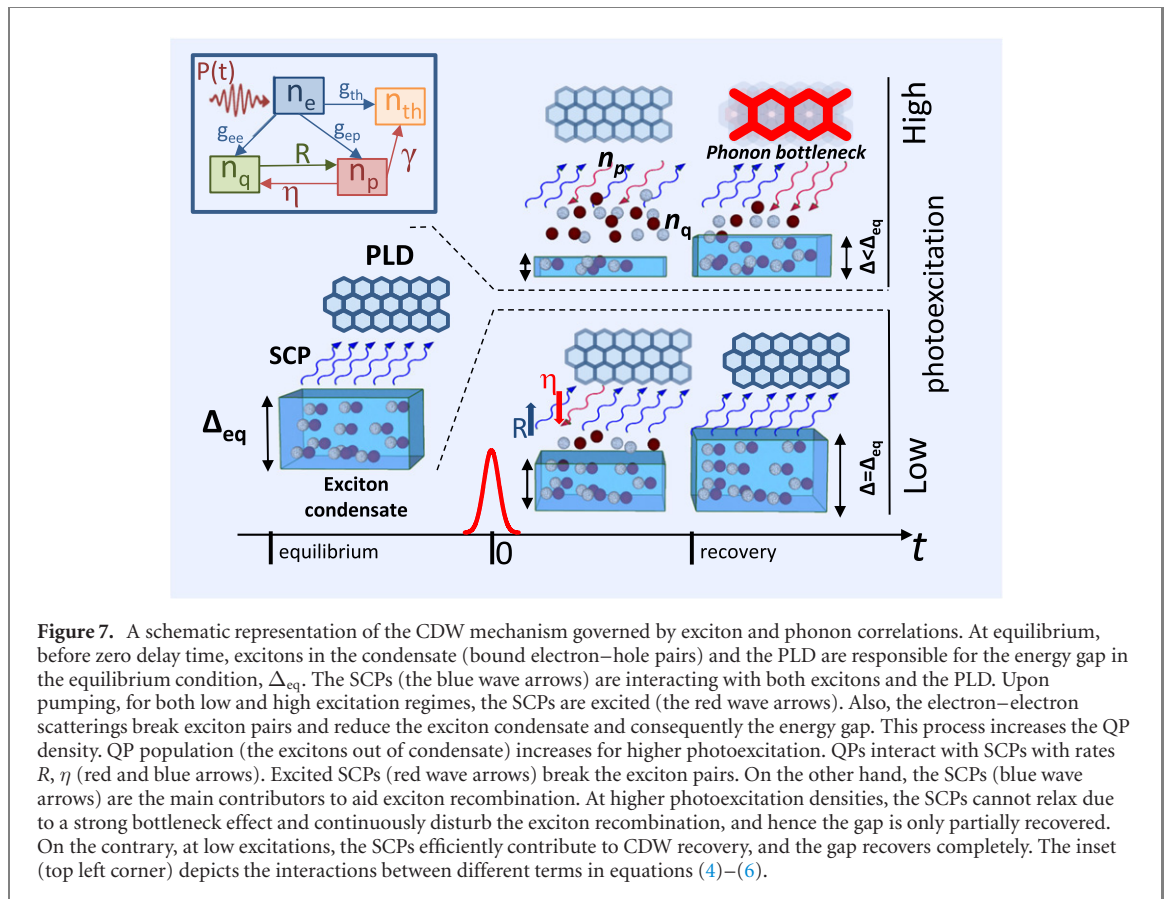 P(t)
n_e
g_th
n_th
g_ee
g_ep
γ
n_q
R
n_p
η
High
Phonon bottleneck
n_p
n_q
Δ<Δ_eq
photoexcitation
PLD
SCP
Δ_eq
Exciton
condensate
η
R
Δ=Δ_eq
Low
equilibrium
0
recovery
t
Figure 7. A schematic representation of the CDW mechanism governed by exciton and phonon correlations. At equilibrium,
before zero delay time, excitons in the condensate (bound electron–hole pairs) and the PLD are responsible for the energy gap in
the equilibrium condition, Δ_eq. The SCPs (the blue wave arrows) are interacting with both excitons and the PLD. Upon
pumping, for both low and high excitation regimes, the SCPs are excited (the red wave arrows). Also, the electron–electron
scatterings break exciton pairs and reduce the exciton condensate and consequently the energy gap. This process increases the QP
density. QP population (the excitons out of condensate) increases for higher photoexcitation. QPs interact with SCPs with rates
R, η (red and blue arrows). Excited SCPs (red wave arrows) break the exciton pairs. On the other hand, the SCPs (blue wave
arrows) are the main contributors to aid exciton recombination. At higher photoexcitation densities, the SCPs cannot relax due
to a strong bottleneck effect and continuously disturb the exciton recombination, and hence the gap is only partially recovered.
On the contrary, at low excitations, the SCPs efficiently contribute to CDW recovery, and the gap recovers completely. The inset
(top left corner) depicts the interactions between different terms in equations (4)–(6).